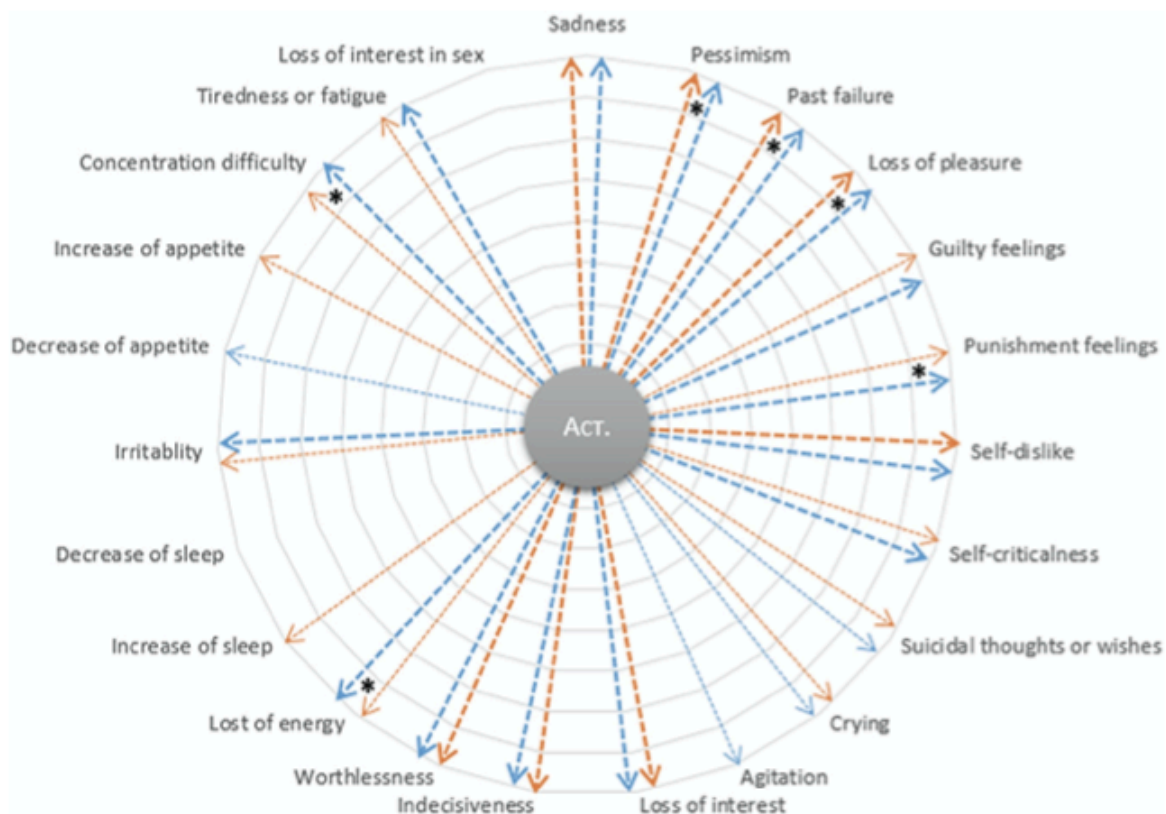 Sadness
Loss of interest in sex
Pessimism
Tiredness or fatigue
Past failure
Concentration difficulty
Loss of pleasure
Increase of appetite
Guilty feelings
Decrease of appetite
Punishment feelings
Act.
Irritablity
Self-dislike
Decrease of sleep
Self-criticalness
Increase of sleep
Suicidal thoughts or wishes
Lost of energy
Crying
Worthlessness
Agitation
Indecisiveness
Loss of interest
*
*
*
*
*
*